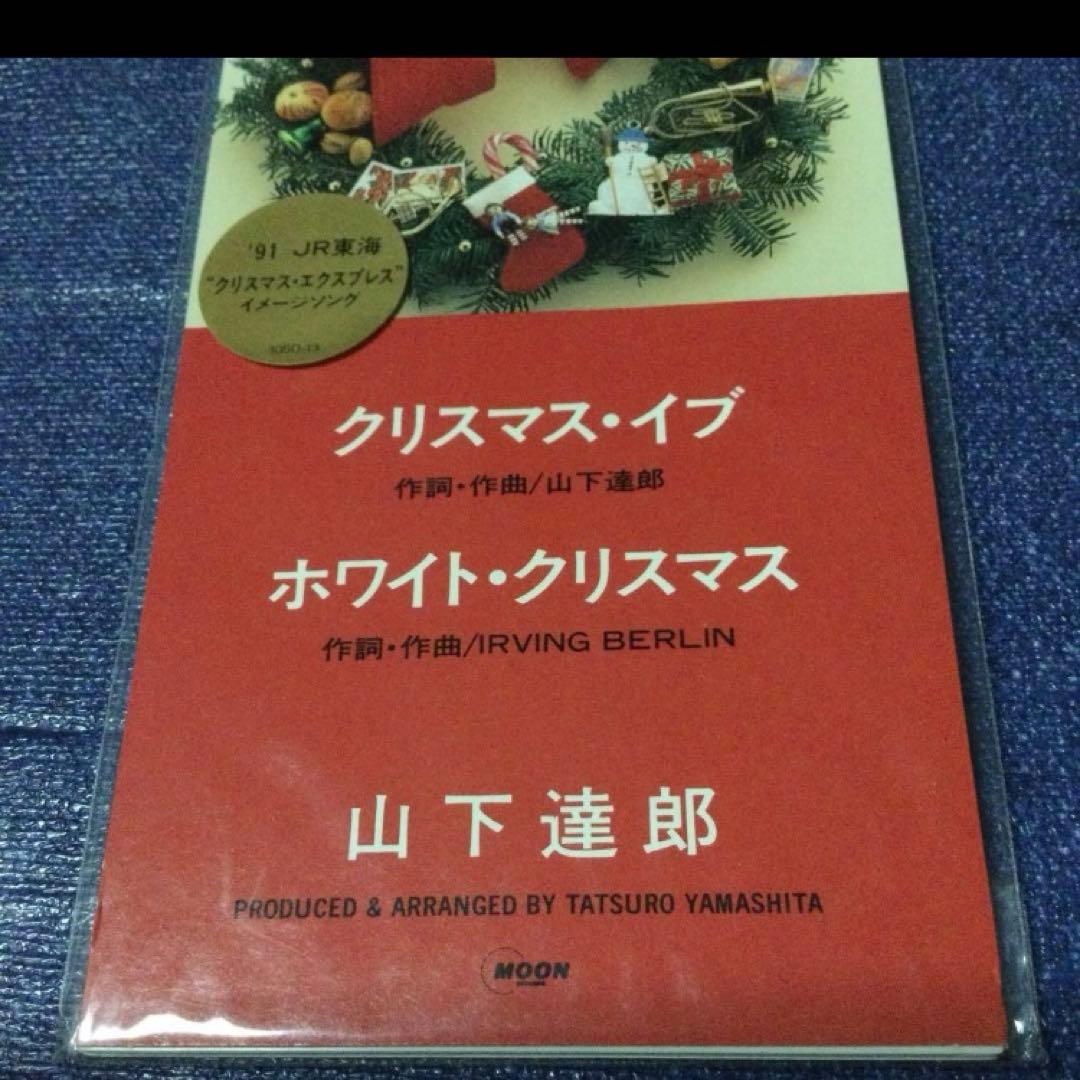 '91 JR東海
"クリスマス・エクスプレス"
イメージソング
クリスマス・イブ
作詞・作曲/山下達郎
ホワイト・クリスマス
作詞・作曲/IRVING BERLIN
山下達郎
PRODUCED & ARRANGED BY TATSURO YAMASHITA
MOON